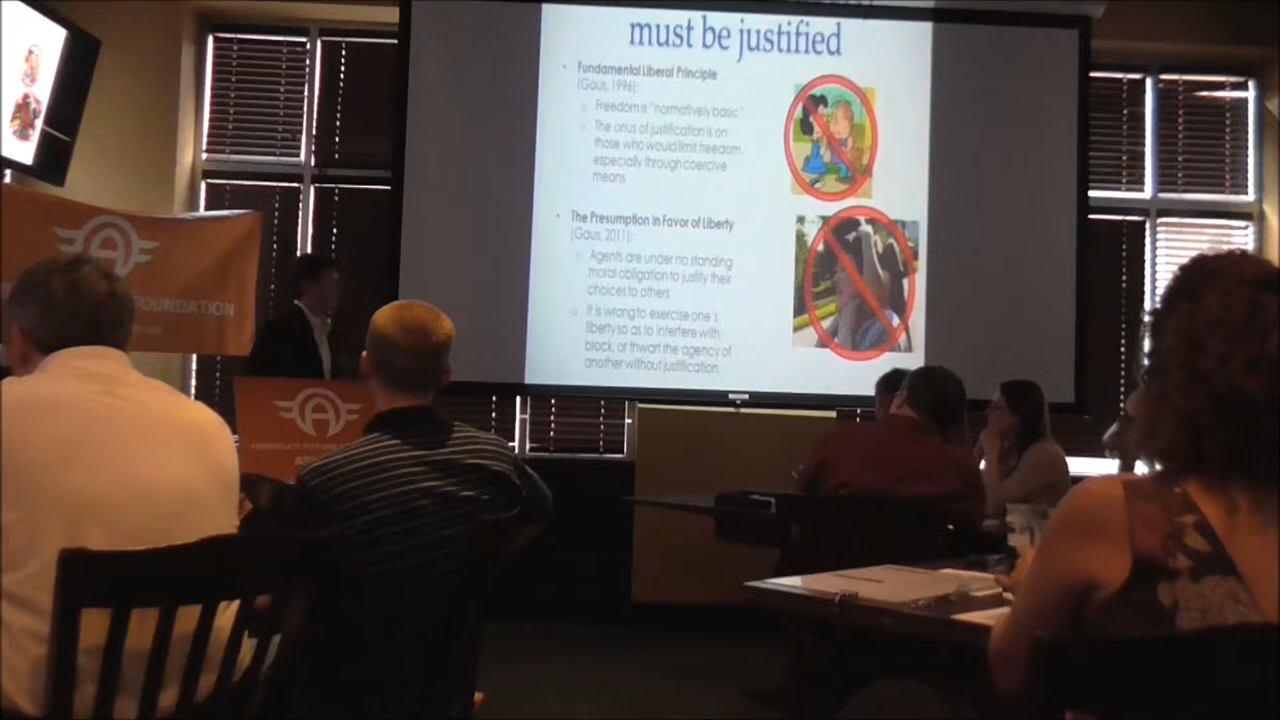 must be justified
• Fundamental Liberal Principle
(Gaus, 1996):
o Freedom is "normatively basic"
o The onus of justification is on
those who would limit freedom,
especially through coercive
means
• The Presumption in Favor of Liberty
(Gaus, 2011):
o Agents are under no standing
moral obligation to justify their
choices to others
o It is wrong to exercise one's
liberty so as to interfere with,
block, or thwart the agency of
another without justification.
FOUNDATION
AMERICA'S FUTURE